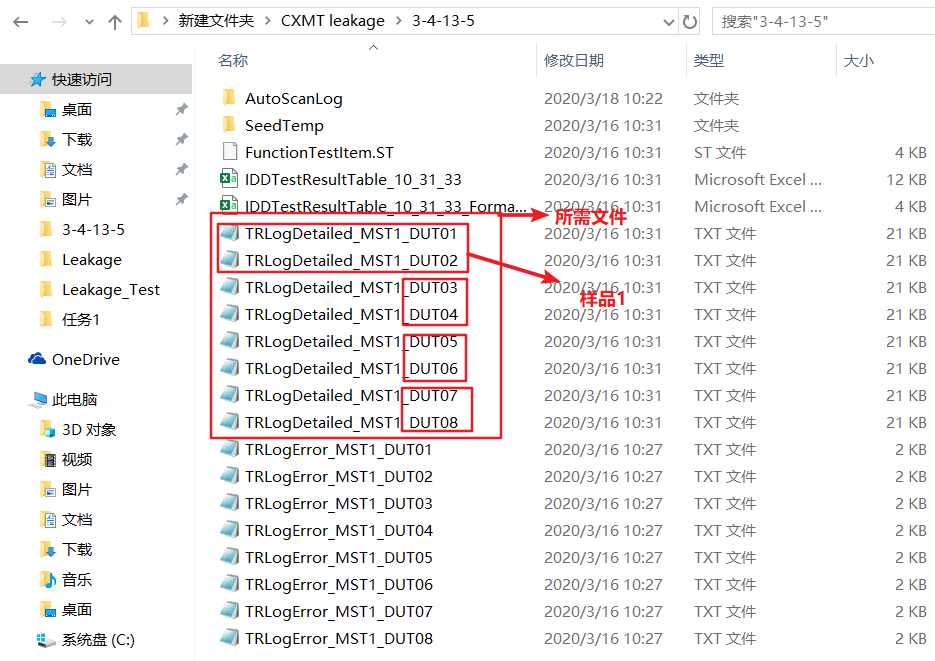 新建文件夹 > CXMT leakage > 3-4-13-5 搜索"3-4-13-5"
名称 修改日期 类型 大小
快速访问
桌面
下载
文档
图片
3-4-13-5
Leakage
Leakage_Test
任务1
OneDrive
此电脑
3D 对象
视频
图片
文档
下载
音乐
桌面
系统盘 (C:)
AutoScanLog 2020/3/18 10:22 文件夹
SeedTemp 2020/3/16 10:31 文件夹
FunctionTestItem.ST 2020/3/16 10:31 ST 文件 4 KB
IDDTestResultTable_10_31_33 2020/3/16 10:31 Microsoft Excel ... 12 KB
IDDTestResultTable_10_31_33_Forma... 2020/3/16 10:31 Microsoft Excel ... 4 KB
所需文件
TRLogDetailed_MST1_DUT01 2020/3/16 10:31 TXT 文件 21 KB
TRLogDetailed_MST1_DUT02 2020/3/16 10:31 TXT 文件 21 KB
TRLogDetailed_MST1_DUT03 2020/3/16 10:31 TXT 文件 21 KB
样品1
TRLogDetailed_MST1_DUT04 2020/3/16 10:31 TXT 文件 21 KB
TRLogDetailed_MST1_DUT05 2020/3/16 10:31 TXT 文件 21 KB
TRLogDetailed_MST1_DUT06 2020/3/16 10:31 TXT 文件 21 KB
TRLogDetailed_MST1_DUT07 2020/3/16 10:31 TXT 文件 21 KB
TRLogDetailed_MST1_DUT08 2020/3/16 10:31 TXT 文件 21 KB
TRLogError_MST1_DUT01 2020/3/16 10:27 TXT 文件 2 KB
TRLogError_MST1_DUT02 2020/3/16 10:27 TXT 文件 2 KB
TRLogError_MST1_DUT03 2020/3/16 10:27 TXT 文件 2 KB
TRLogError_MST1_DUT04 2020/3/16 10:27 TXT 文件 2 KB
TRLogError_MST1_DUT05 2020/3/16 10:27 TXT 文件 2 KB
TRLogError_MST1_DUT06 2020/3/16 10:27 TXT 文件 2 KB
TRLogError_MST1_DUT07 2020/3/16 10:27 TXT 文件 2 KB
TRLogError_MST1_DUT08 2020/3/16 10:27 TXT 文件 2 KB